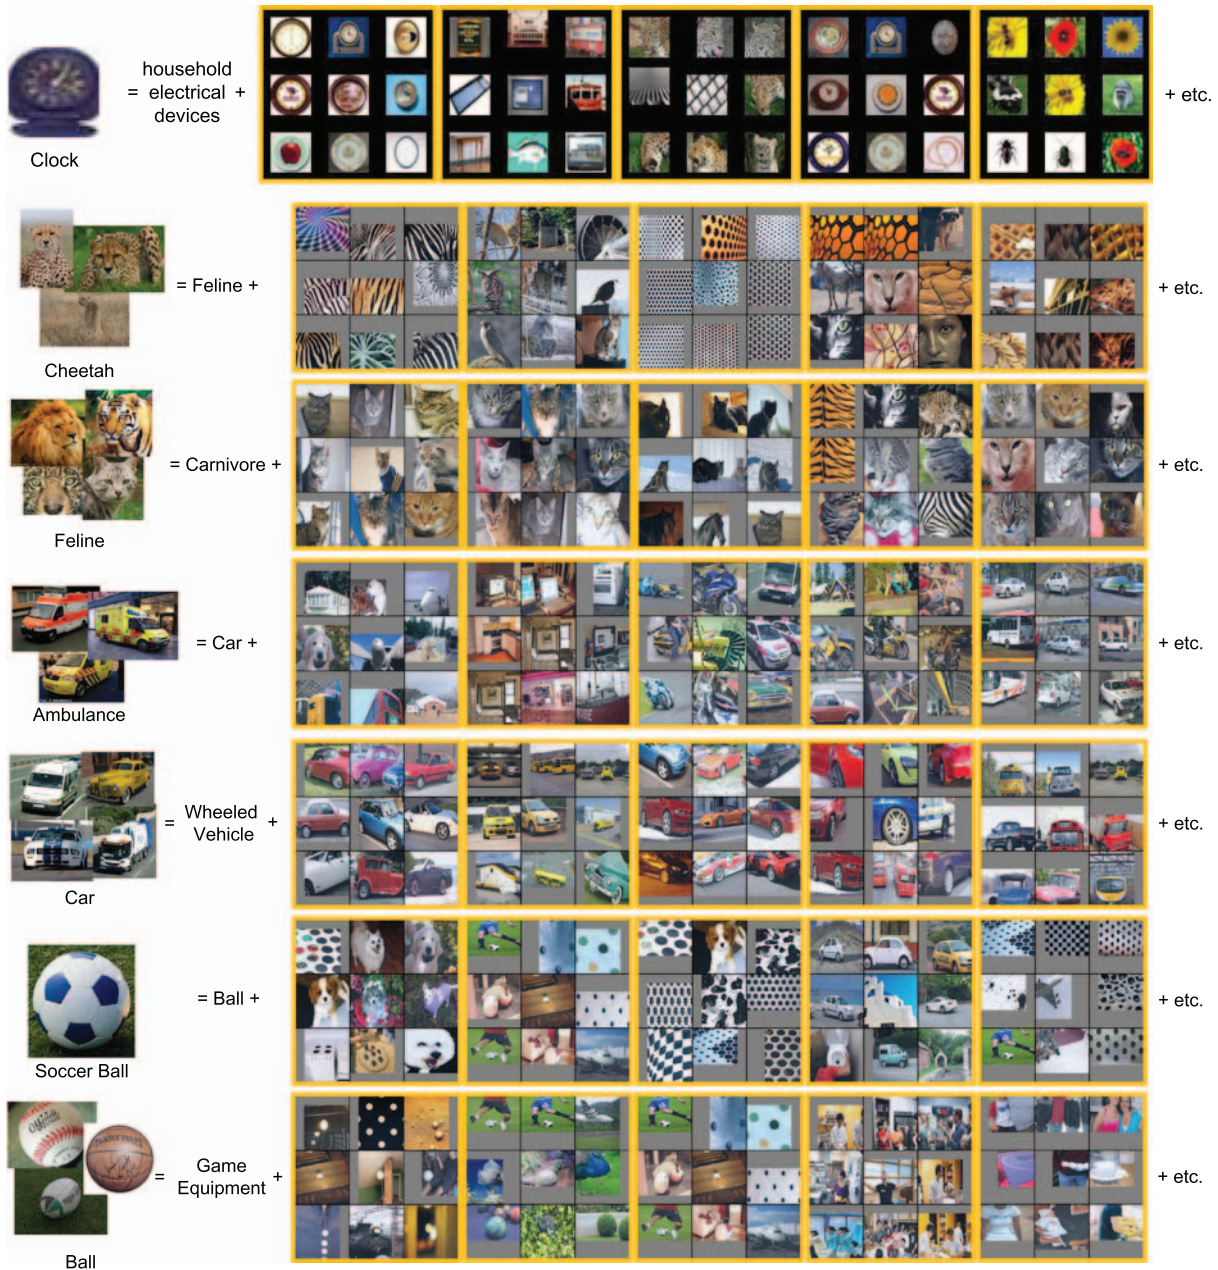 household
= electrical +
devices
+ etc.
Clock
= Feline +
+ etc.
Cheetah
= Carnivore +
+ etc.
Feline
= Car +
+ etc.
Ambulance
= Wheeled +
Vehicle
+ etc.
Car
= Ball +
+ etc.
Soccer Ball
= Game +
Equipment
+ etc.
Ball